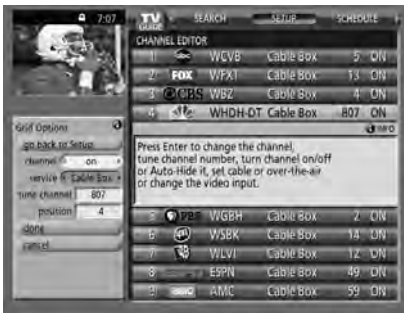 7:07
TV GUIDE SEARCH SETUP SCHEDULE
CHANNEL EDITOR
1 abc WCVB Cable Box 5 ON
2 FOX WFXT Cable Box 13 ON
3 CBS WBZ Cable Box 4 ON
4 WHDH-DT Cable Box 807 ON
INFO
Press Enter to change the channel,
tune channel number, turn channel on/off
or Auto-Hide it, set cable or over-the-air
or change the video input.
5 PBS WGBH Cable Box 2 ON
6 WSBK Cable Box 14 ON
7 WLVI Cable Box 12 ON
8 ESPN Cable Box 49 ON
9 AMC Cable Box 59 ON
Grid Options
go back to Setup
channel on
service Cable Box
tune channel 807
position 4
done
cancel